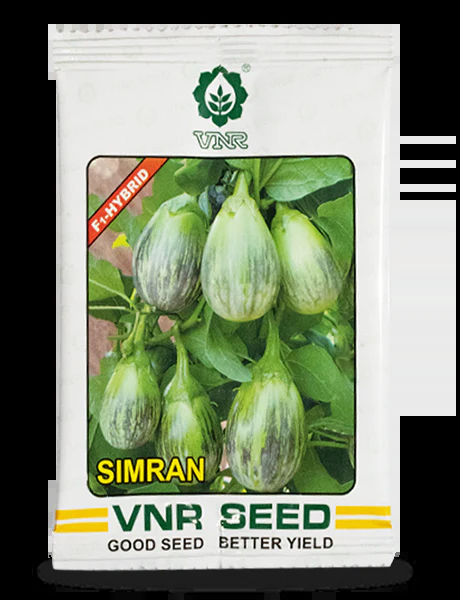 ®
VNR
F1-HYBRID
SIMRAN
VNR SEED
GOOD SEED BETTER YIELD